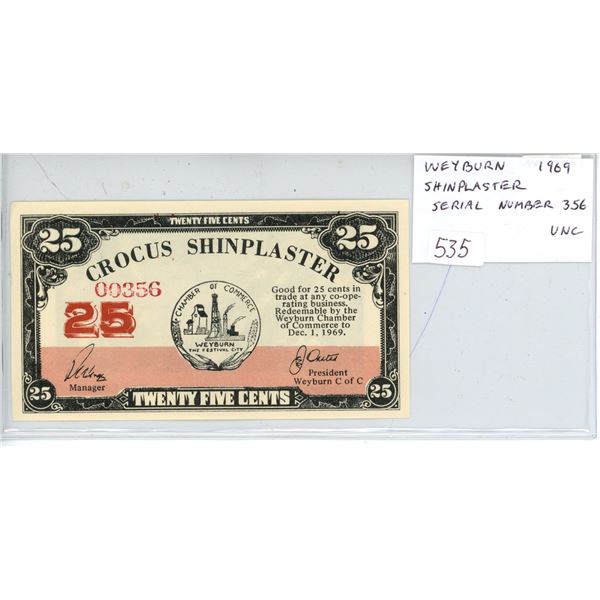 WEYBURN 1969
SHINPLASTER
SERIAL NUMBER 356
UNC
535
TWENTY FIVE CENTS
25 25
CROCUS SHINPLASTER
00356
25
CHAMBER OF COMMERCE
WEYBURN
THE FESTIVAL CITY
Good for 25 cents in
trade at any co-ope-
rating business.
Redeemable by the
Weyburn Chamber
of Commerce to
Dec. 1, 1969.
Manager
President
Weyburn C of C
25 TWENTY FIVE CENTS 25